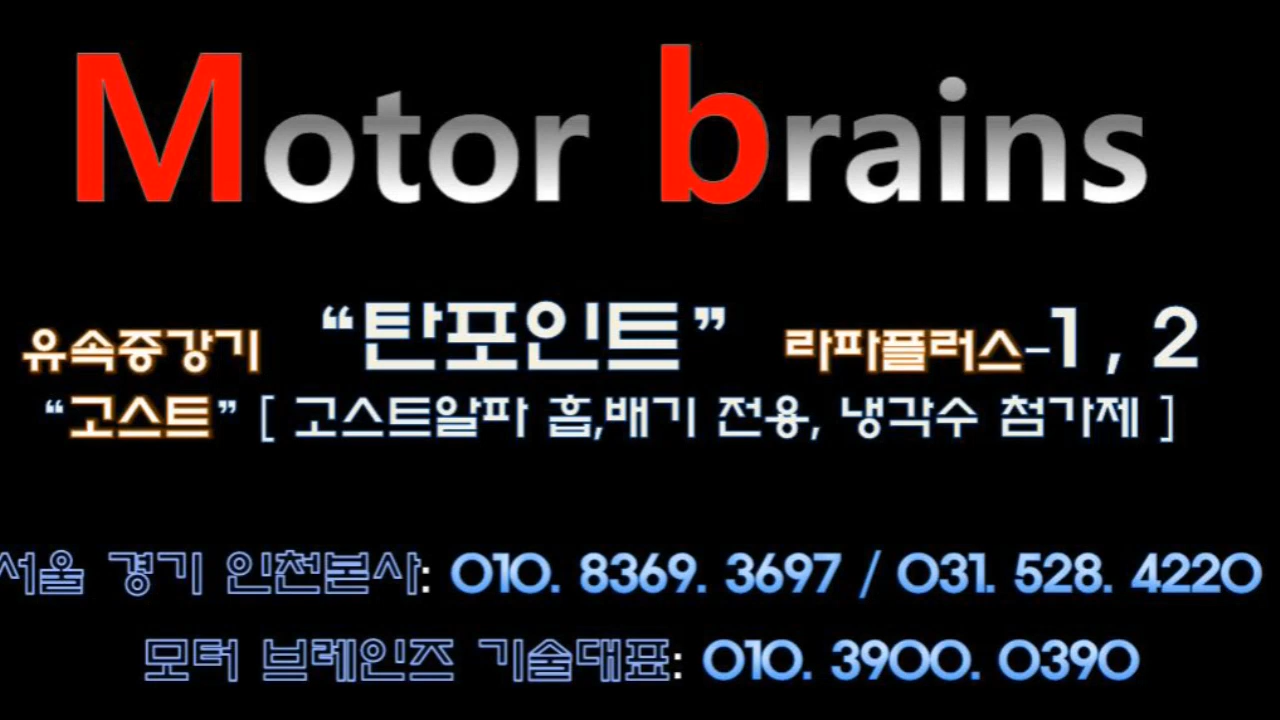 Motor brains
유속증강기 “탄포인트” 라파플러스-1 , 2
“고스트” [ 고스트알파 흡,배기 전용, 냉각수 첨가제 ]
서울 경기 인천본사: 010. 8369. 3697 / 031. 528. 4220
모터 브레인즈 기술대표: 010. 3900. 0390